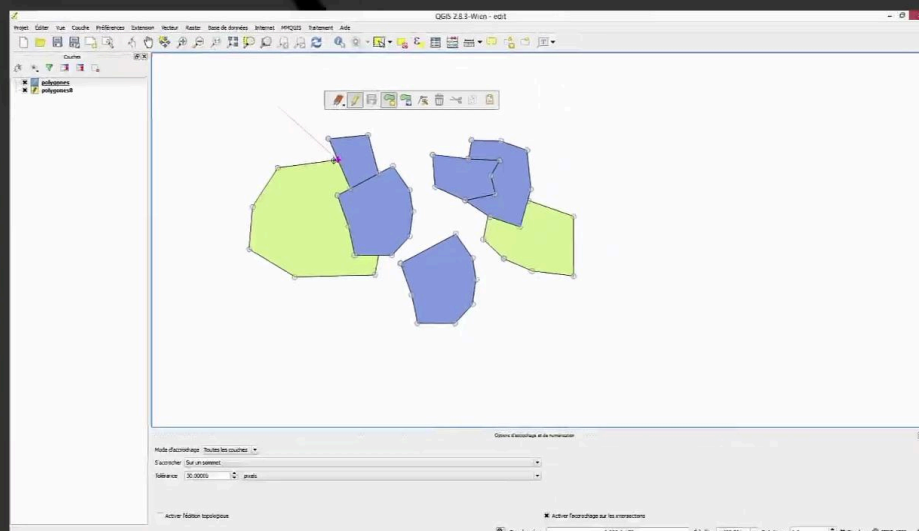 QGIS 2.8.3-Wien - edit
Projet Éditer Vue Couche Préférences Extension Vecteur Raster Base de données Internet MMQGIS Traitement Aide
Couches
polygones
polygones8
Options d'accrochage et de numérisation
Mode d'accrochage Toutes les couches
S'accrocher Sur un sommet
Tolérance 30.00000 pixels
Activer l'édition topologique Activer l'accrochage sur les intersections